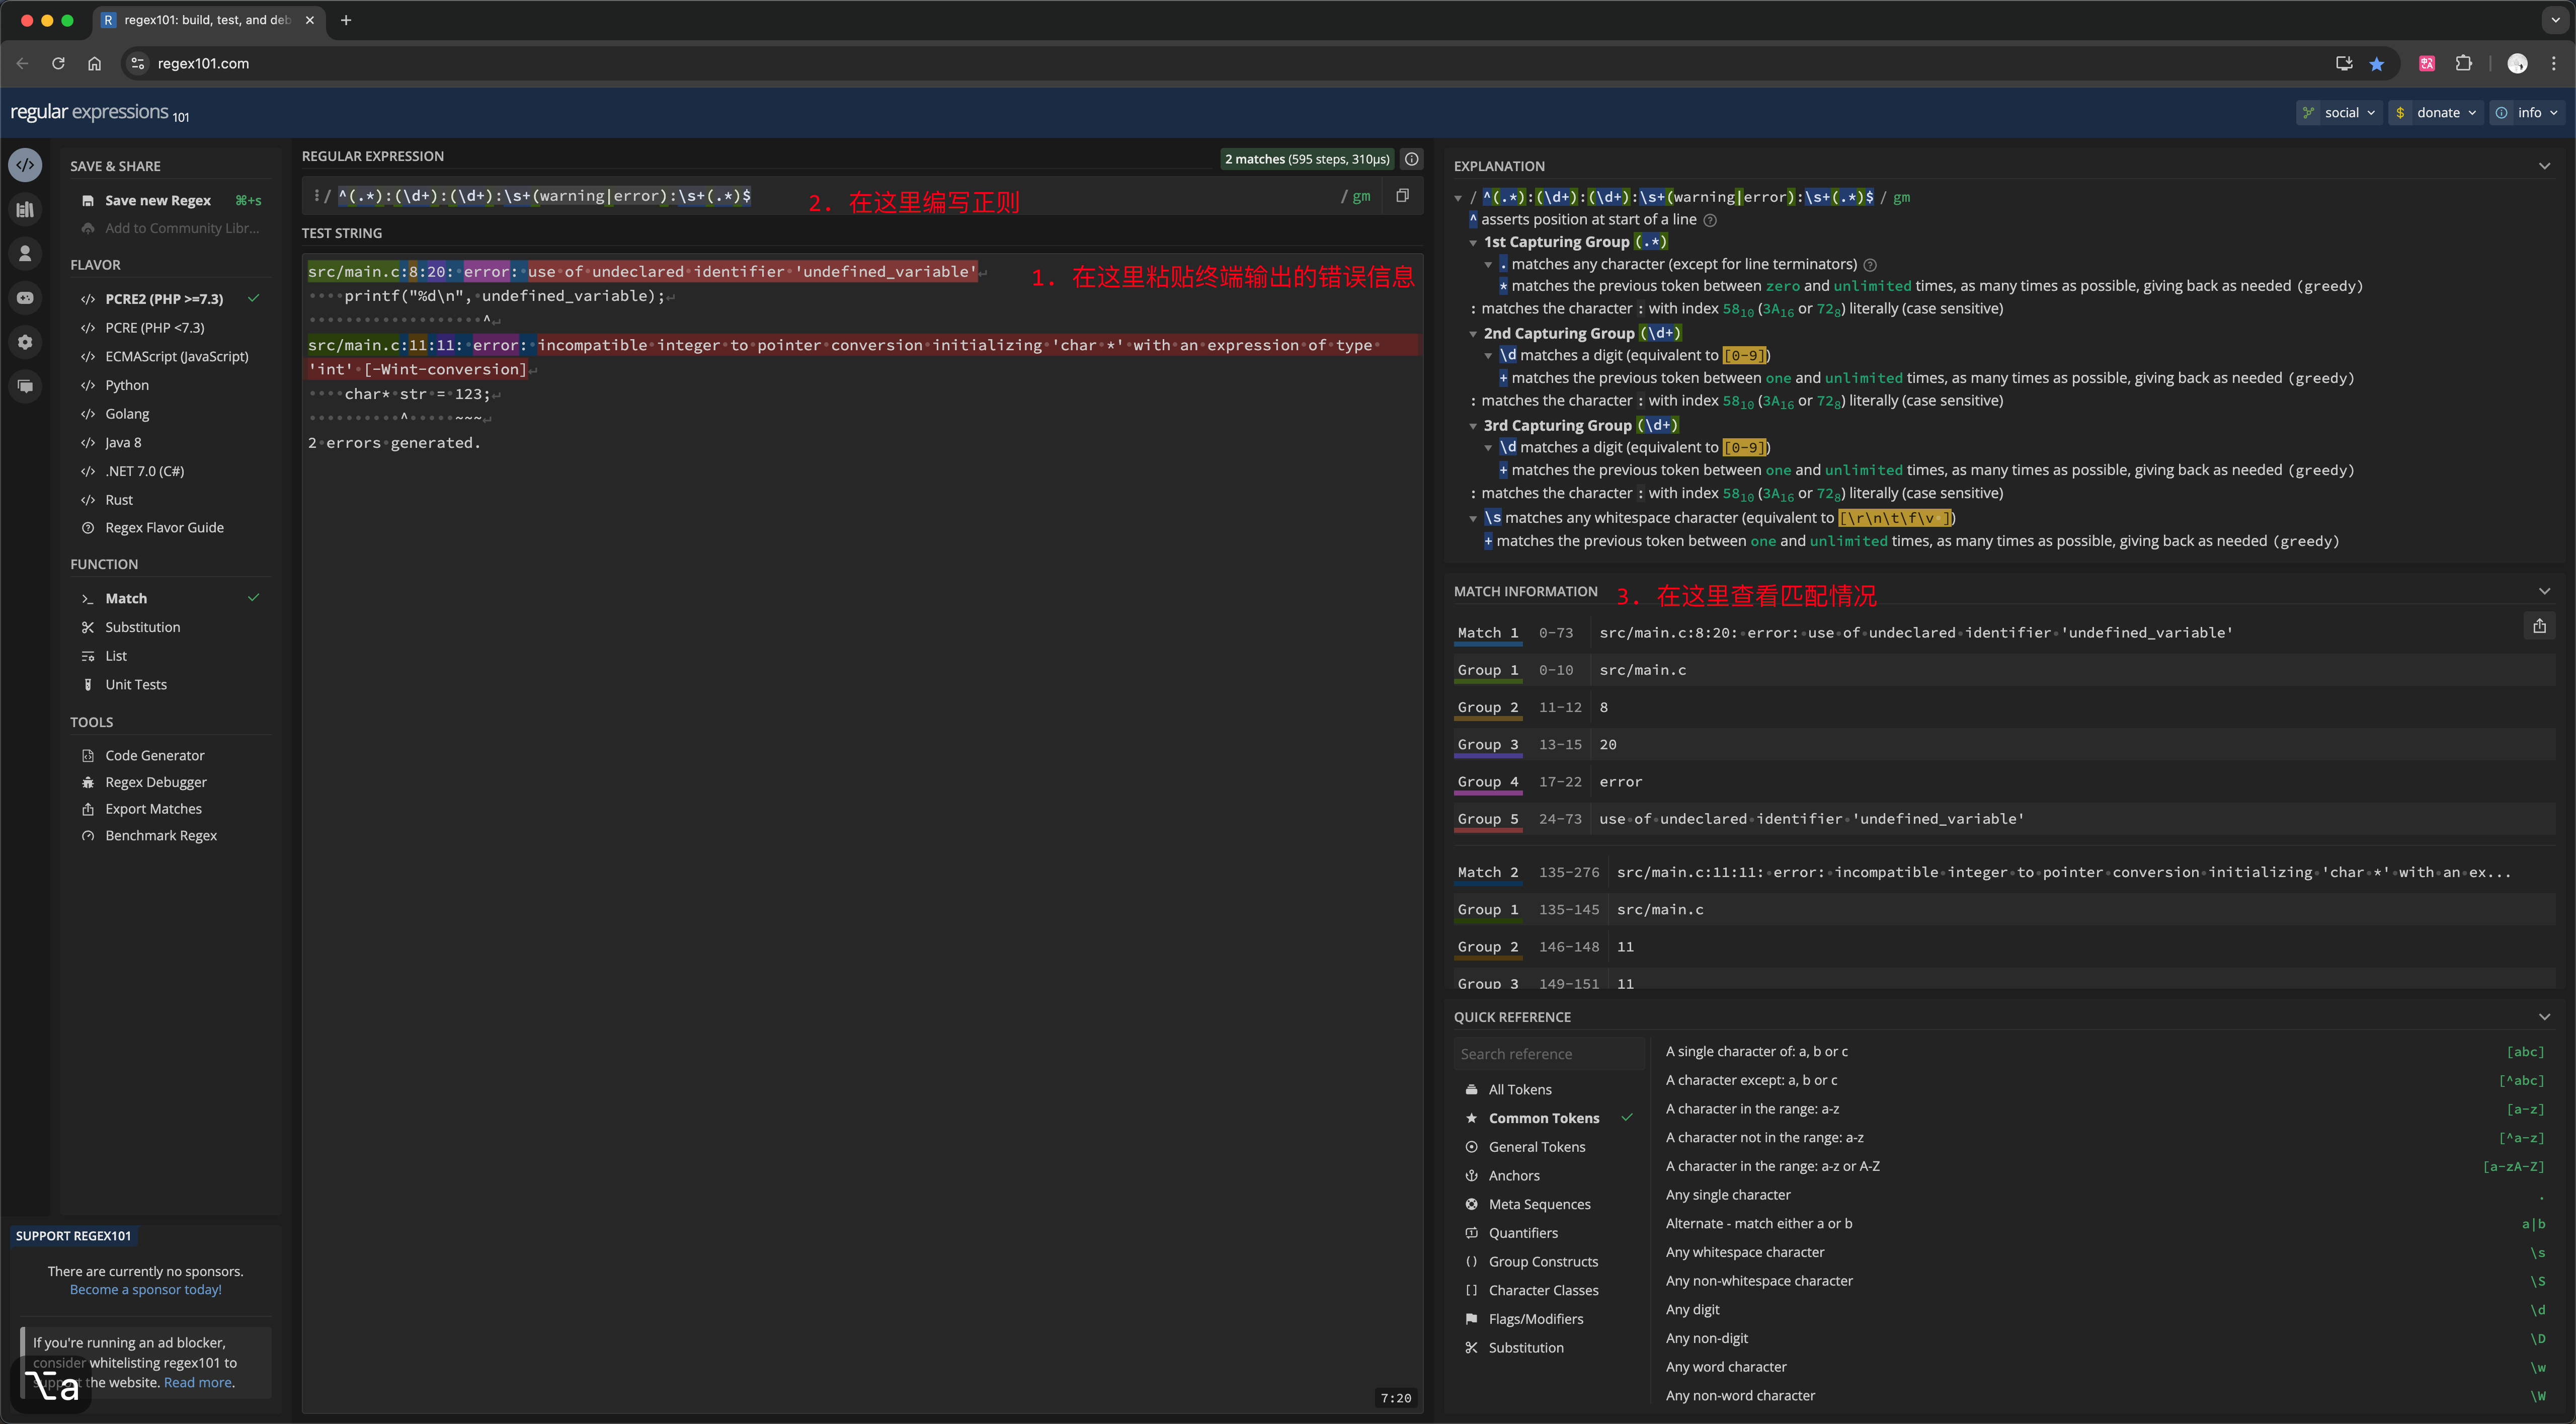 regex101: build, test, and deb
regex101.com
regular expressions 101
social
donate
info
SAVE & SHARE
Save new Regex ⌘+s
Add to Community Libr...
FLAVOR
PCRE2 (PHP >=7.3)
PCRE (PHP <7.3)
ECMAScript (JavaScript)
Python
Golang
Java 8
.NET 7.0 (C#)
Rust
Regex Flavor Guide
FUNCTION
Match
Substitution
List
Unit Tests
TOOLS
Code Generator
Regex Debugger
Export Matches
Benchmark Regex
SUPPORT REGEX101
There are currently no sponsors.
Become a sponsor today!
If you're running an ad blocker,
consider whitelisting regex101 to
support the website. Read more.
⌥a
REGULAR EXPRESSION
2 matches (595 steps, 310μs)
/ ^(.*):(\d+):(\d+):\s+(warning|error):\s+(.*)$ / gm
2. 在这里编写正则
TEST STRING
src/main.c:8:20: error: use of undeclared identifier 'undefined_variable'
1. 在这里粘贴终端输出的错误信息
printf("%d\n", undefined_variable);
^
src/main.c:11:11: error: incompatible integer to pointer conversion initializing 'char *' with an expression of type
'int' [-Wint-conversion]
char* str = 123;
^ ~~~
2 errors generated.
7:20
EXPLANATION
/ ^(.*):(\d+):(\d+):\s+(warning|error):\s+(.*)$ / gm
^ asserts position at start of a line
1st Capturing Group (.*)
. matches any character (except for line terminators)
* matches the previous token between zero and unlimited times, as many times as possible, giving back as needed (greedy)
: matches the character : with index 58₁₀ (3A₁₆ or 72₈) literally (case sensitive)
2nd Capturing Group (\d+)
\d matches a digit (equivalent to [0-9])
+ matches the previous token between one and unlimited times, as many times as possible, giving back as needed (greedy)
: matches the character : with index 58₁₀ (3A₁₆ or 72₈) literally (case sensitive)
3rd Capturing Group (\d+)
\d matches a digit (equivalent to [0-9])
+ matches the previous token between one and unlimited times, as many times as possible, giving back as needed (greedy)
: matches the character : with index 58₁₀ (3A₁₆ or 72₈) literally (case sensitive)
\s matches any whitespace character (equivalent to [\r\n\t\f\v ])
+ matches the previous token between one and unlimited times, as many times as possible, giving back as needed (greedy)
MATCH INFORMATION
3. 在这里查看匹配情况
Match 1 0-73 src/main.c:8:20: error: use of undeclared identifier 'undefined_variable'
Group 1 0-10 src/main.c
Group 2 11-12 8
Group 3 13-15 20
Group 4 17-22 error
Group 5 24-73 use of undeclared identifier 'undefined_variable'
Match 2 135-276 src/main.c:11:11: error: incompatible integer to pointer conversion initializing 'char *' with an ex...
Group 1 135-145 src/main.c
Group 2 146-148 11
Group 3 149-151 11
QUICK REFERENCE
Search reference
All Tokens
Common Tokens
General Tokens
Anchors
Meta Sequences
Quantifiers
Group Constructs
Character Classes
Flags/Modifiers
Substitution
A single character of: a, b or c [abc]
A character except: a, b or c [^abc]
A character in the range: a-z [a-z]
A character not in the range: a-z [^a-z]
A character in the range: a-z or A-Z [a-zA-Z]
Any single character .
Alternate - match either a or b a|b
Any whitespace character \s
Any non-whitespace character \S
Any digit \d
Any non-digit \D
Any word character \w
Any non-word character \W